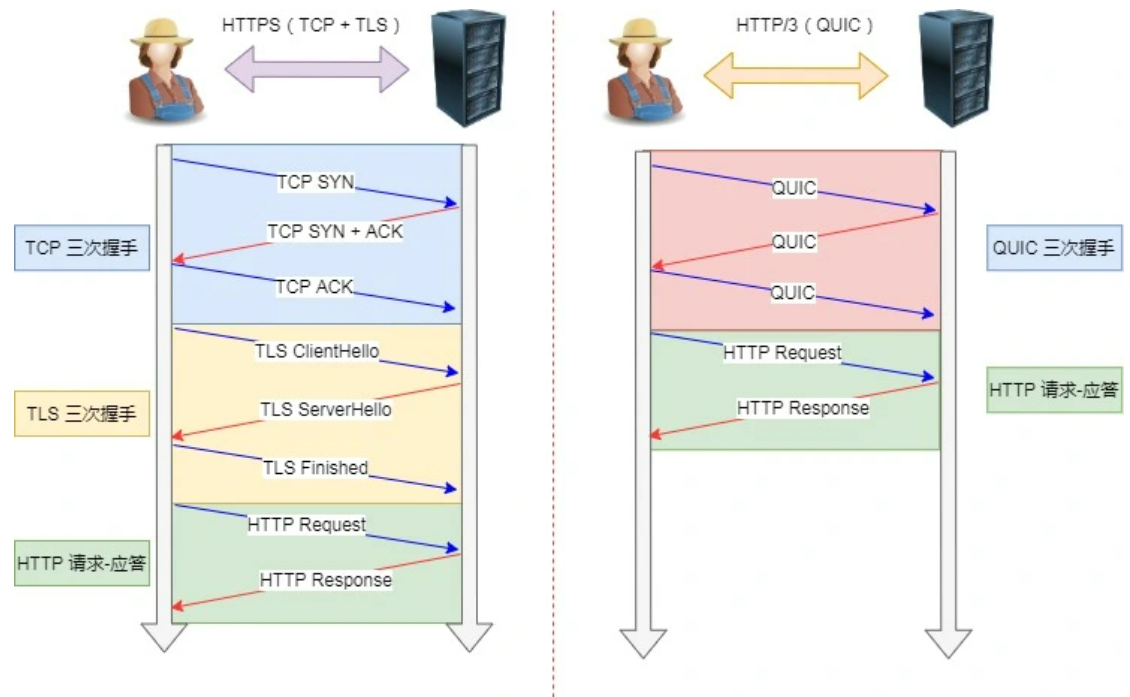 HTTPS（TCP + TLS）
TCP 三次握手
TCP SYN
TCP SYN + ACK
TCP ACK
TLS 三次握手
TLS ClientHello
TLS ServerHello
TLS Finished
HTTP 请求-应答
HTTP Request
HTTP Response
HTTP/3（QUIC）
QUIC
QUIC
QUIC
QUIC 三次握手
HTTP Request
HTTP Response
HTTP 请求-应答